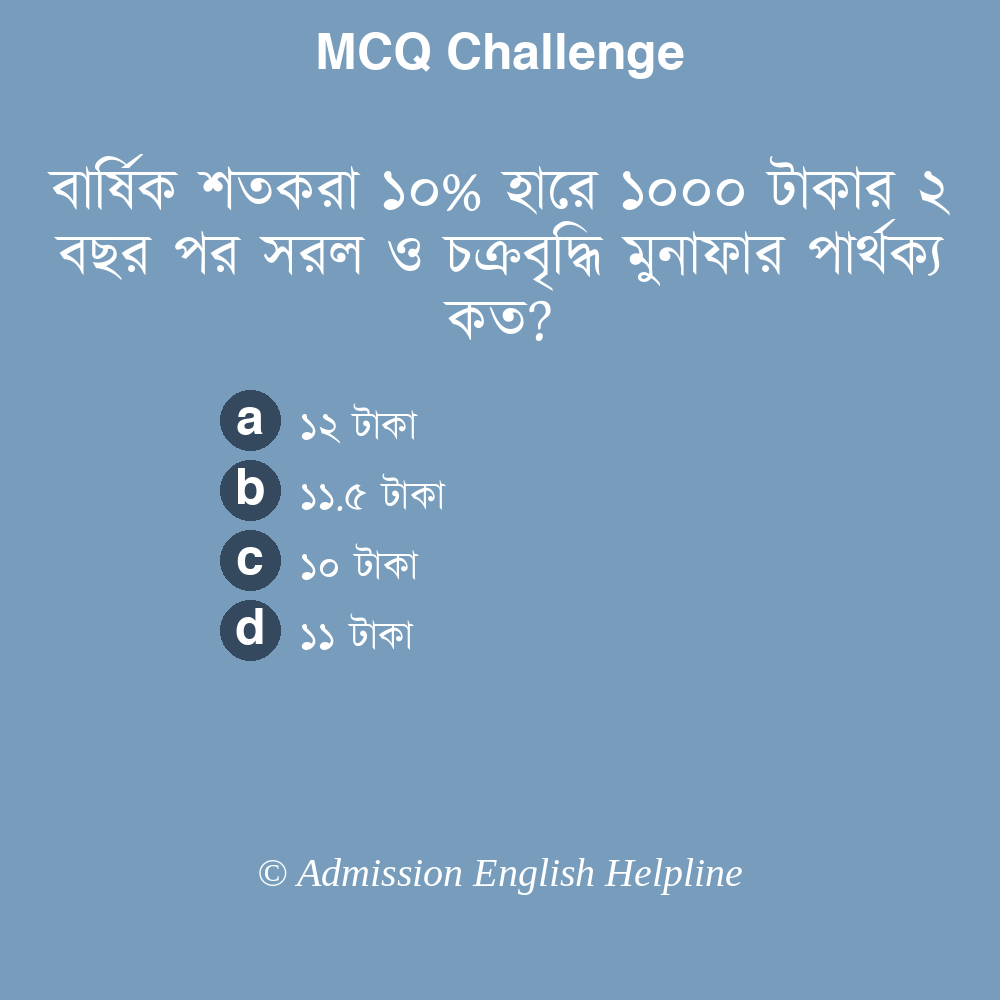 MCQ Challenge
বার্ষিক শতকরা ১০% হারে ১০০০ টাকার ২
বছর পর সরল ও চক্রবৃদ্ধি মুনাফার পার্থক্য
কত?
a ১২ টাকা
b ১১.৫ টাকা
c ১০ টাকা
d ১১ টাকা
© Admission English Helpline